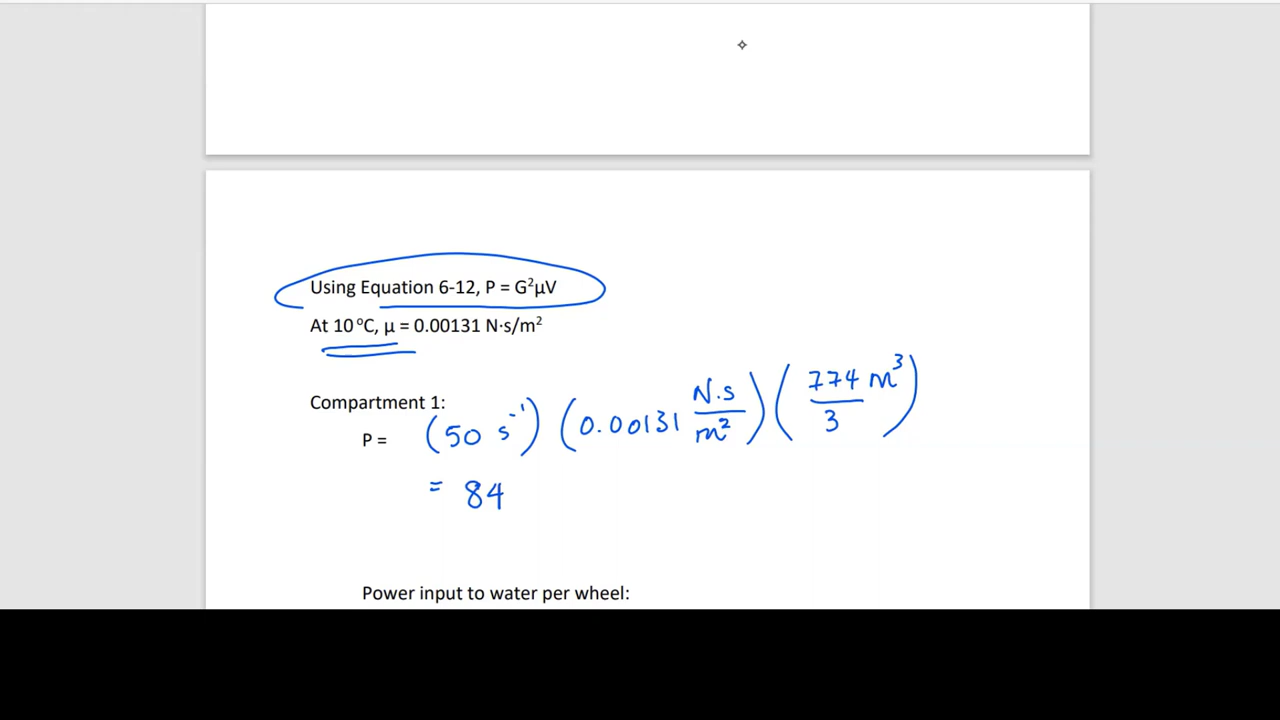 Using Equation 6-12, P = G²μV
At 10 ºC, μ = 0.00131 N·s/m²
Compartment 1:
P = (50 s⁻¹) (0.00131 N.s/m²) (774/3 m³)
= 84
Power input to water per wheel: